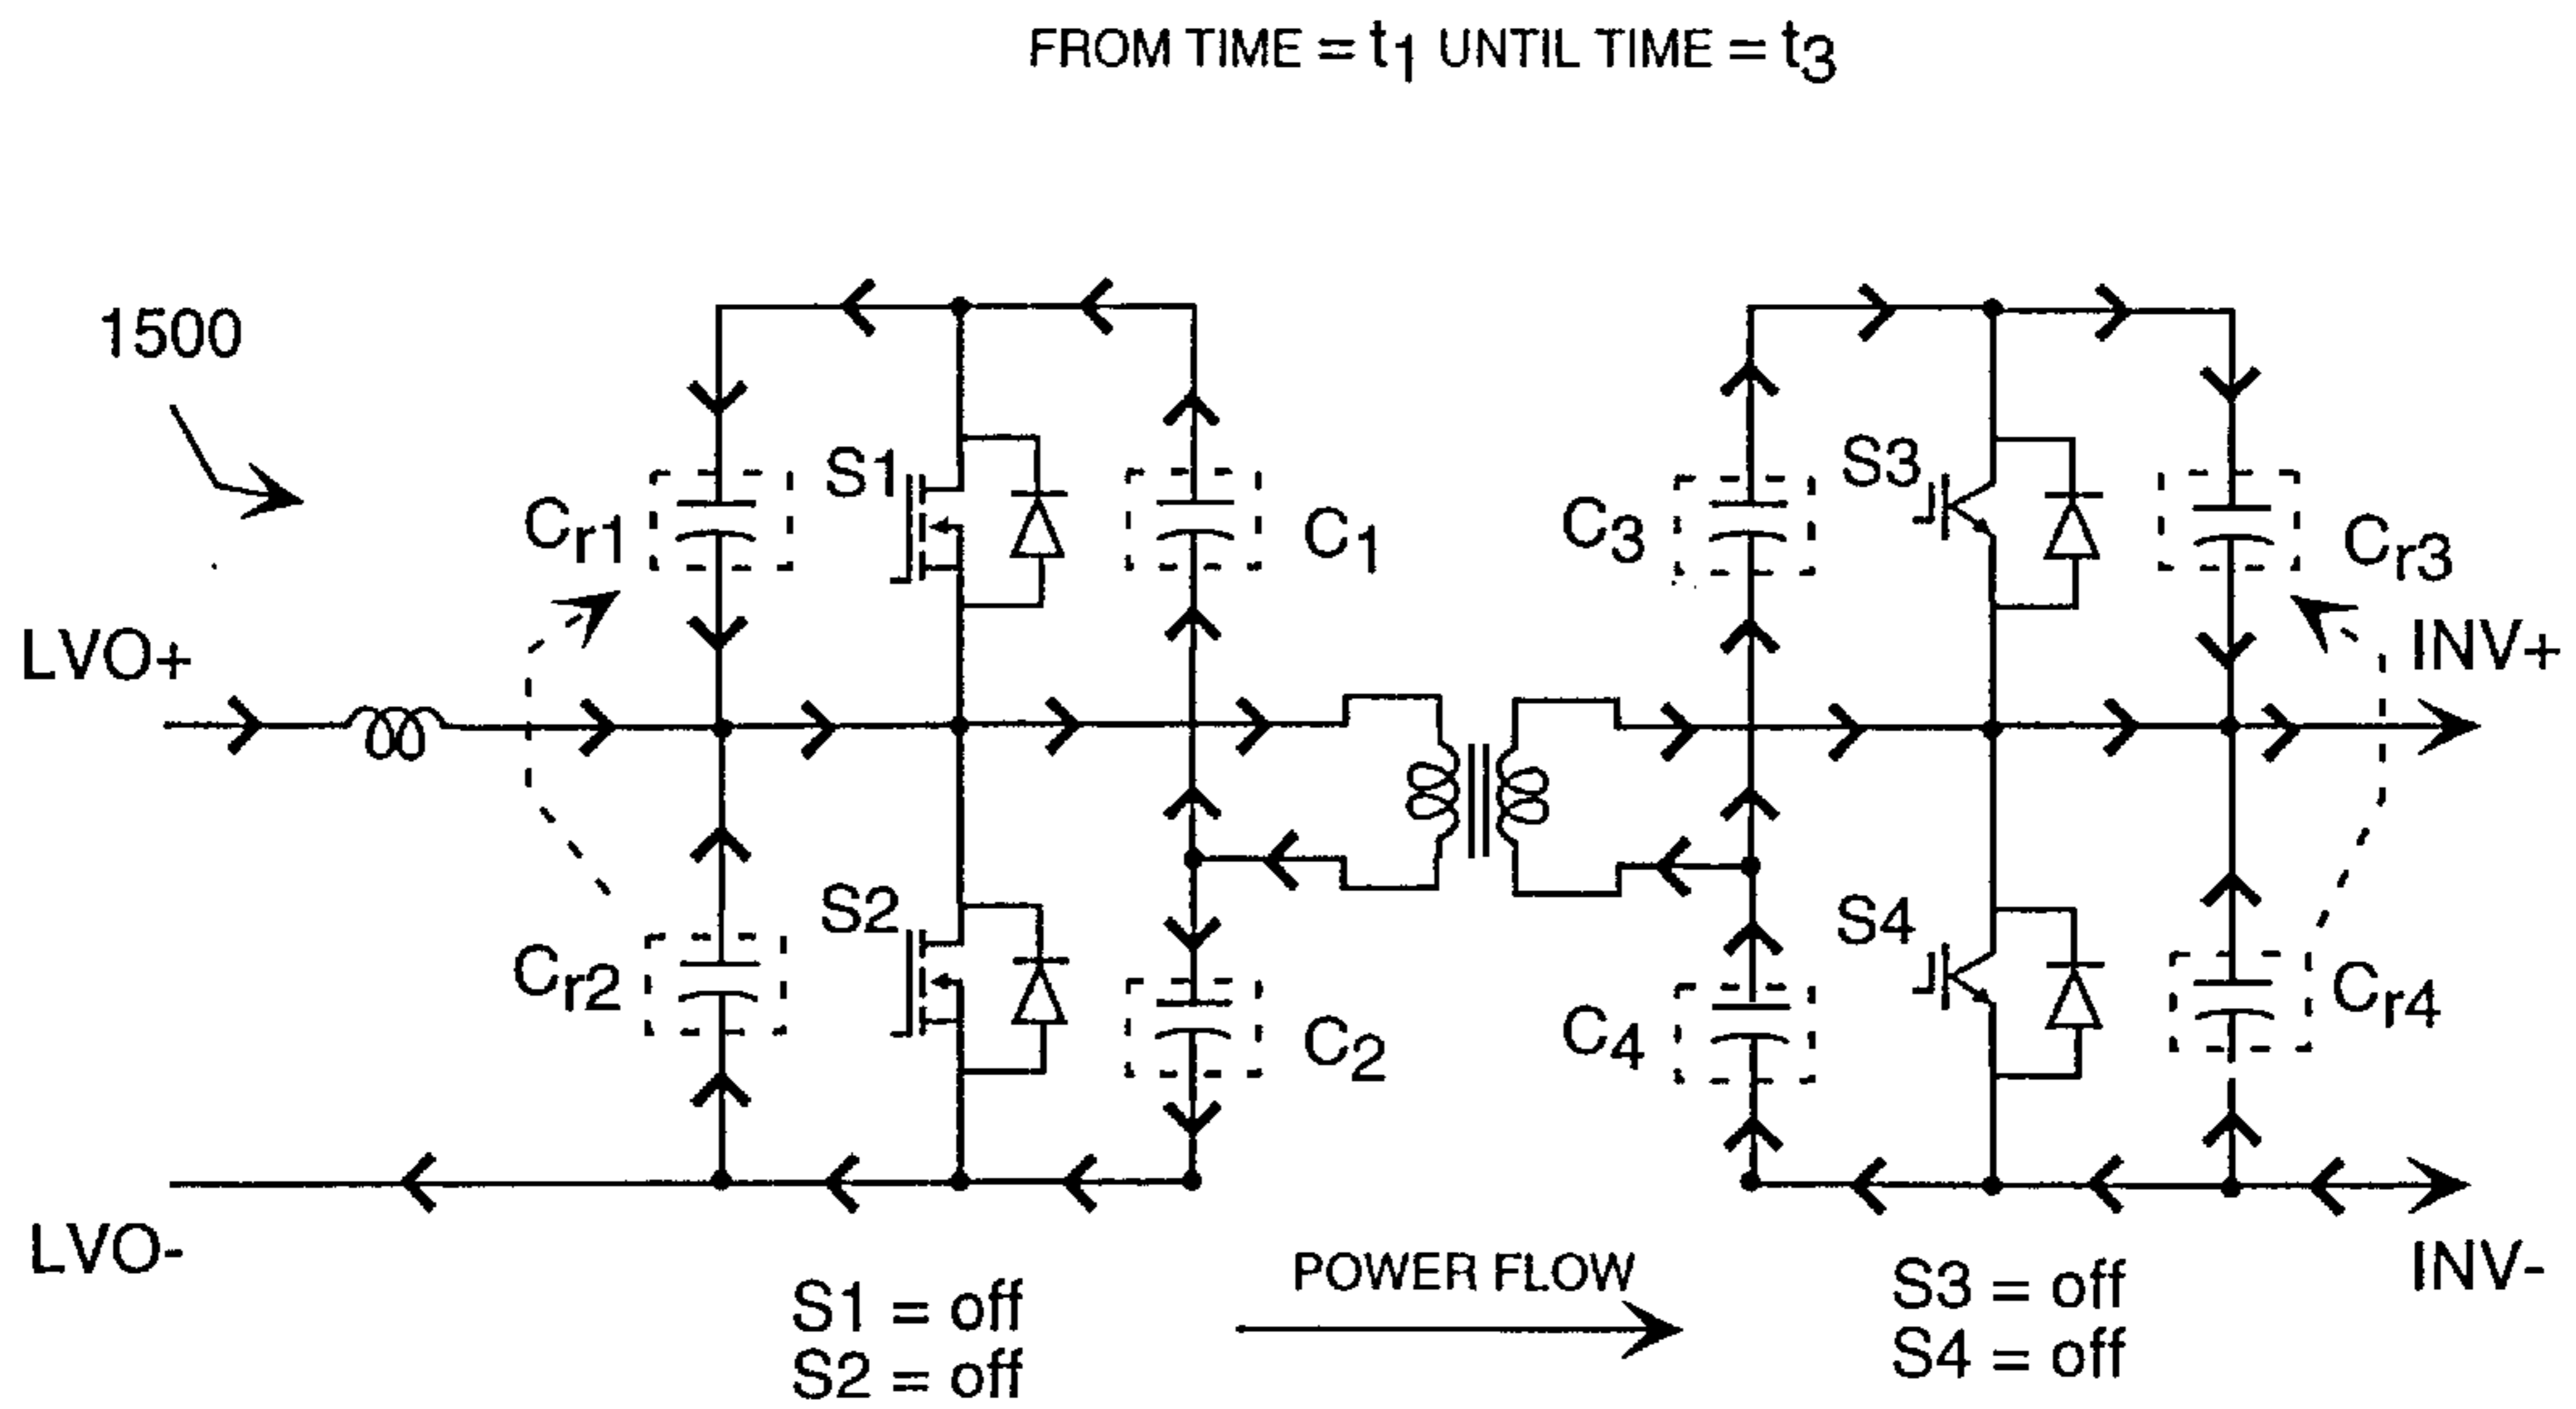 FROM TIME = t1 UNTIL TIME = t3
1500
S1
S3
Cr1
C1
C3
Cr3
LVO+
INV+
S2
S4
Cr2
C2
C4
Cr4
LVO-
POWER FLOW
INV-
S1 = off
S3 = off
S2 = off
S4 = off